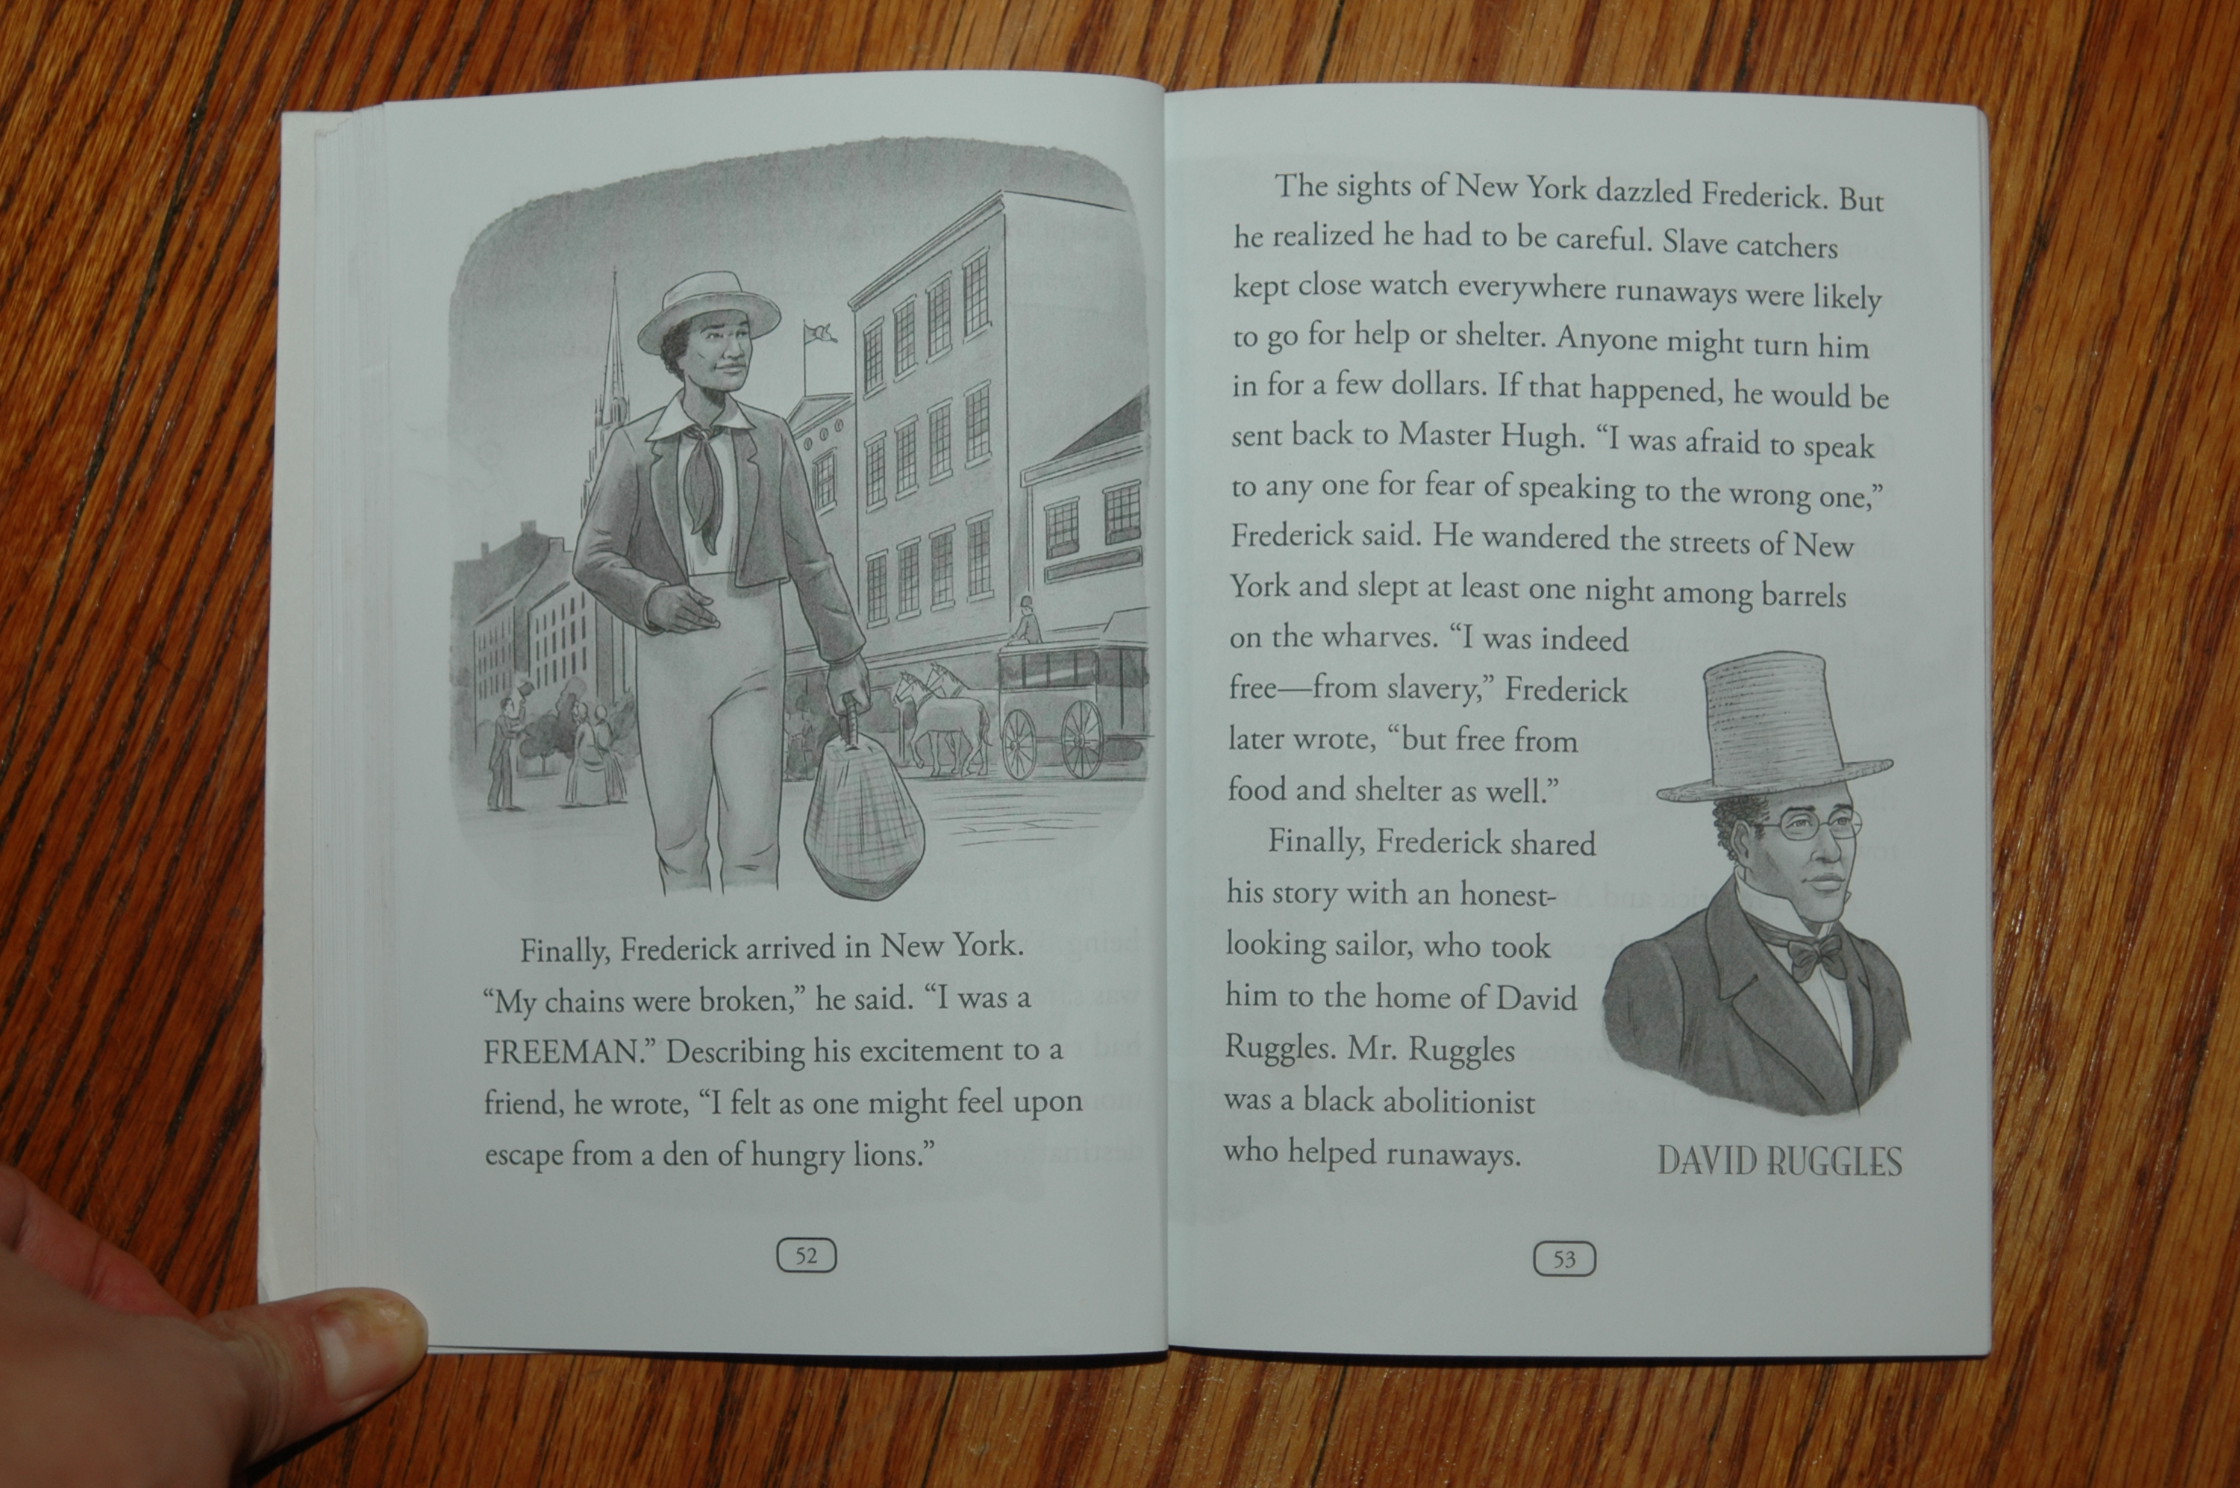 Finally, Frederick arrived in New York.
“My chains were broken,” he said. “I was a
FREEMAN.” Describing his excitement to a
friend, he wrote, “I felt as one might feel upon
escape from a den of hungry lions.”
52
The sights of New York dazzled Frederick. But
he realized he had to be careful. Slave catchers
kept close watch everywhere runaways were likely
to go for help or shelter. Anyone might turn him
in for a few dollars. If that happened, he would be
sent back to Master Hugh. “I was afraid to speak
to any one for fear of speaking to the wrong one,”
Frederick said. He wandered the streets of New
York and slept at least one night among barrels
on the wharves. “I was indeed
free—from slavery,” Frederick
later wrote, “but free from
food and shelter as well.”
Finally, Frederick shared
his story with an honest-
looking sailor, who took
him to the home of David
Ruggles. Mr. Ruggles
was a black abolitionist
who helped runaways.
DAVID RUGGLES
53